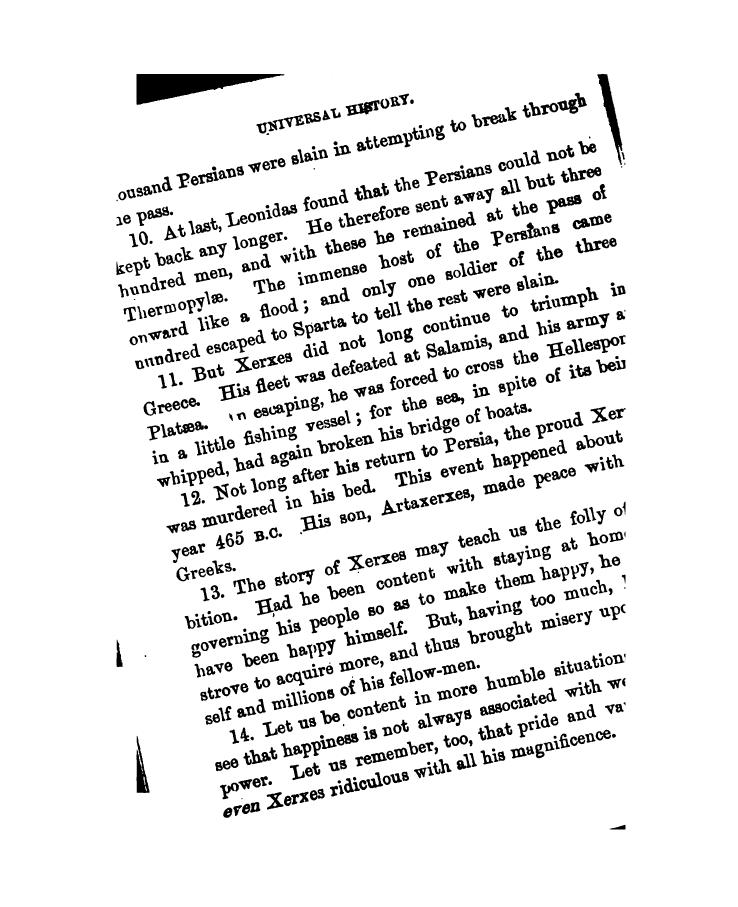 UNIVERSAL HISTORY.
ousand Persians were slain in attempting to break through
e pass.
10. At last, Leonidas found that the Persians could not be
kept back any longer. He therefore sent away all but three
hundred men, and with these he remained at the pass of
Thermopylæ. The immense host of the Persians came
onward like a flood; and only one soldier of the three
hundred escaped to Sparta to tell the rest were slain.
11. But Xerxes did not long continue to triumph in
Greece. His fleet was defeated at Salamis, and his army a
Platæa. In escaping, he was forced to cross the Hellespon
in a little fishing vessel; for the sea, in spite of its bein
whipped, had again broken his bridge of boats.
12. Not long after his return to Persia, the proud Xer
was murdered in his bed. This event happened about
year 465 B.C. His son, Artaxerxes, made peace with
Greeks.
13. The story of Xerxes may teach us the folly of
bition. Had he been content with staying at hom
governing his people so as to make them happy, he
have been happy himself. But, having too much,
strove to acquire more, and thus brought misery upo
self and millions of his fellow-men.
14. Let us be content in more humble situation
see that happiness is not always associated with we
power. Let us remember, too, that pride and va
even Xerxes ridiculous with all his magnificence.